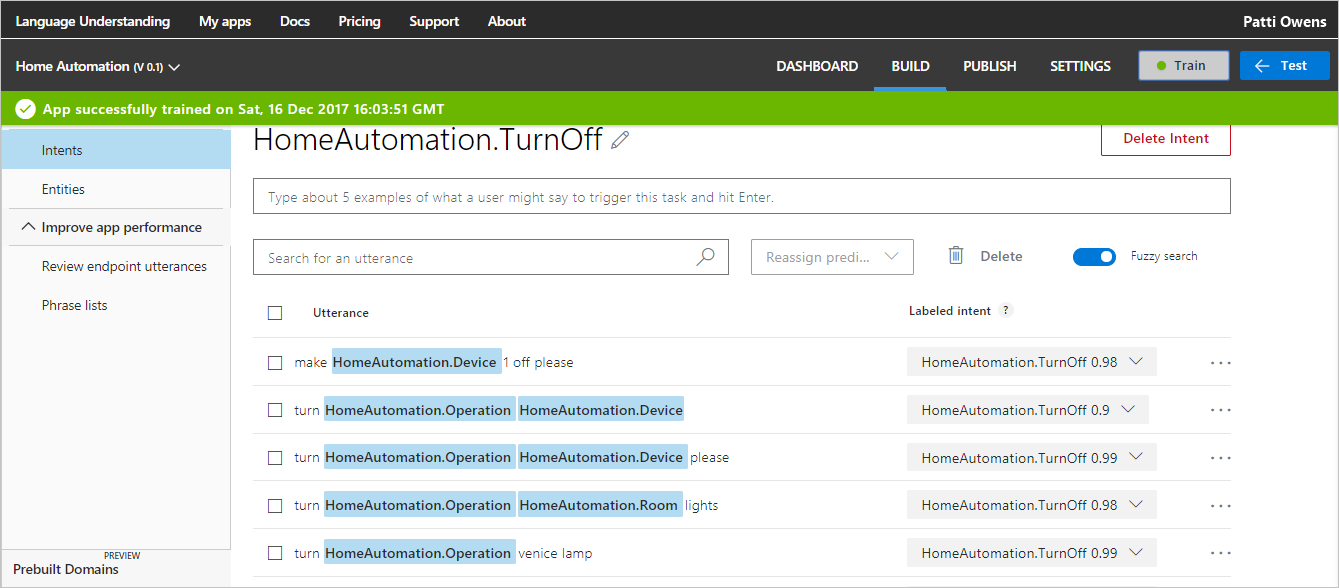 Language Understanding My apps Docs Pricing Support About Patti Owens
Home Automation (V 0.1) DASHBOARD BUILD PUBLISH SETTINGS Train Test
App successfully trained on Sat, 16 Dec 2017 16:03:51 GMT
Intents
Entities
Improve app performance
Review endpoint utterances
Phrase lists
PREVIEW
Prebuilt Domains
HomeAutomation.TurnOff Delete Intent
Type about 5 examples of what a user might say to trigger this task and hit Enter.
Search for an utterance Reassign predi... Delete Fuzzy search
Utterance Labeled intent ?
make HomeAutomation.Device 1 off please HomeAutomation.TurnOff 0.98 ...
turn HomeAutomation.Operation HomeAutomation.Device HomeAutomation.TurnOff 0.9 ...
turn HomeAutomation.Operation HomeAutomation.Device please HomeAutomation.TurnOff 0.99 ...
turn HomeAutomation.Operation HomeAutomation.Room lights HomeAutomation.TurnOff 0.98 ...
turn HomeAutomation.Operation venice lamp HomeAutomation.TurnOff 0.99 ...